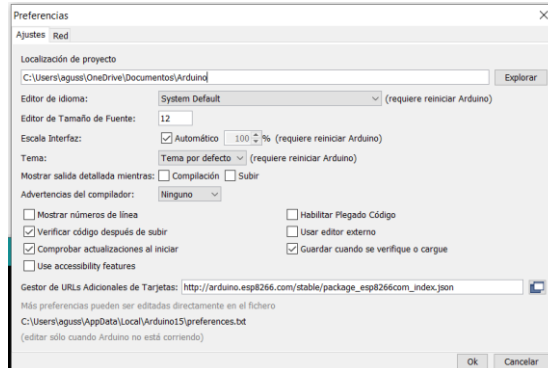 Preferencias
Ajustes Red
Localización de proyecto
C:\Users\aguss\OneDrive\Documentos\Arduino Explorar
Editor de idioma: System Default (requiere reiniciar Arduino)
Editor de Tamaño de Fuente: 12
Escala Interfaz: Automático 100 % (requiere reiniciar Arduino)
Tema: Tema por defecto (requiere reiniciar Arduino)
Mostrar salida detallada mientras: Compilación Subir
Advertencias del compilador: Ninguno
Mostrar números de línea Habilitar Plegado Código
Verificar código después de subir Usar editor externo
Comprobar actualizaciones al iniciar Guardar cuando se verifique o cargue
Use accessibility features
Gestor de URLs Adicionales de Tarjetas: http://arduino.esp8266.com/stable/package_esp8266com_index.json
Más preferencias pueden ser editadas directamente en el fichero
C:\Users\aguss\AppData\Local\Arduino15\preferences.txt
(editar sólo cuando Arduino no está corriendo)
Ok Cancelar